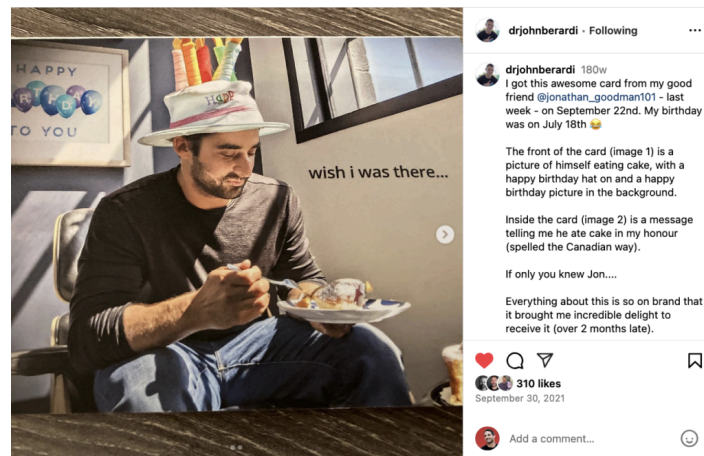 HAPPY
BIRTHDAY
TO YOU
HAPP
wish i was there...
drjohnberardi · Following
drjohnberardi 180w
I got this awesome card from my good
friend @jonathan_goodman101 - last
week - on September 22nd. My birthday
was on July 18th 😂
The front of the card (image 1) is a
picture of himself eating cake, with a
happy birthday hat on and a happy
birthday picture in the background.
Inside the card (image 2) is a message
telling me he ate cake in my honour
(spelled the Canadian way).
If only you knew Jon....
Everything about this is so on brand that
it brought me incredible delight to
receive it (over 2 months late).
310 likes
September 30, 2021
Add a comment...